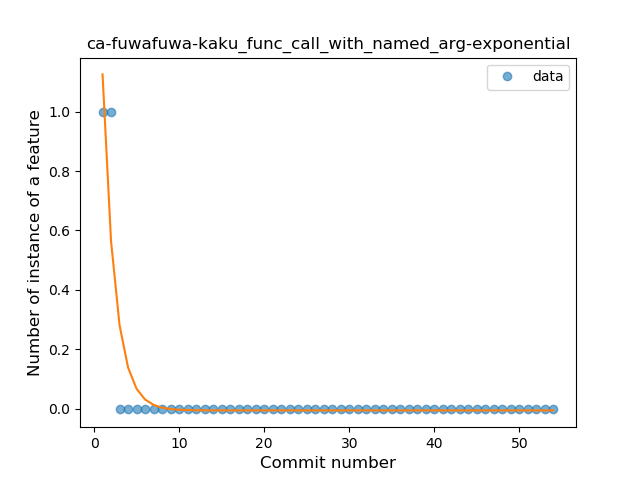 ca-fuwafuwa-kaku_func_call_with_named_arg-exponential
data
Number of instance of a feature
1.0
0.8
0.6
0.4
0.2
0.0
0 10 20 30 40 50
Commit number